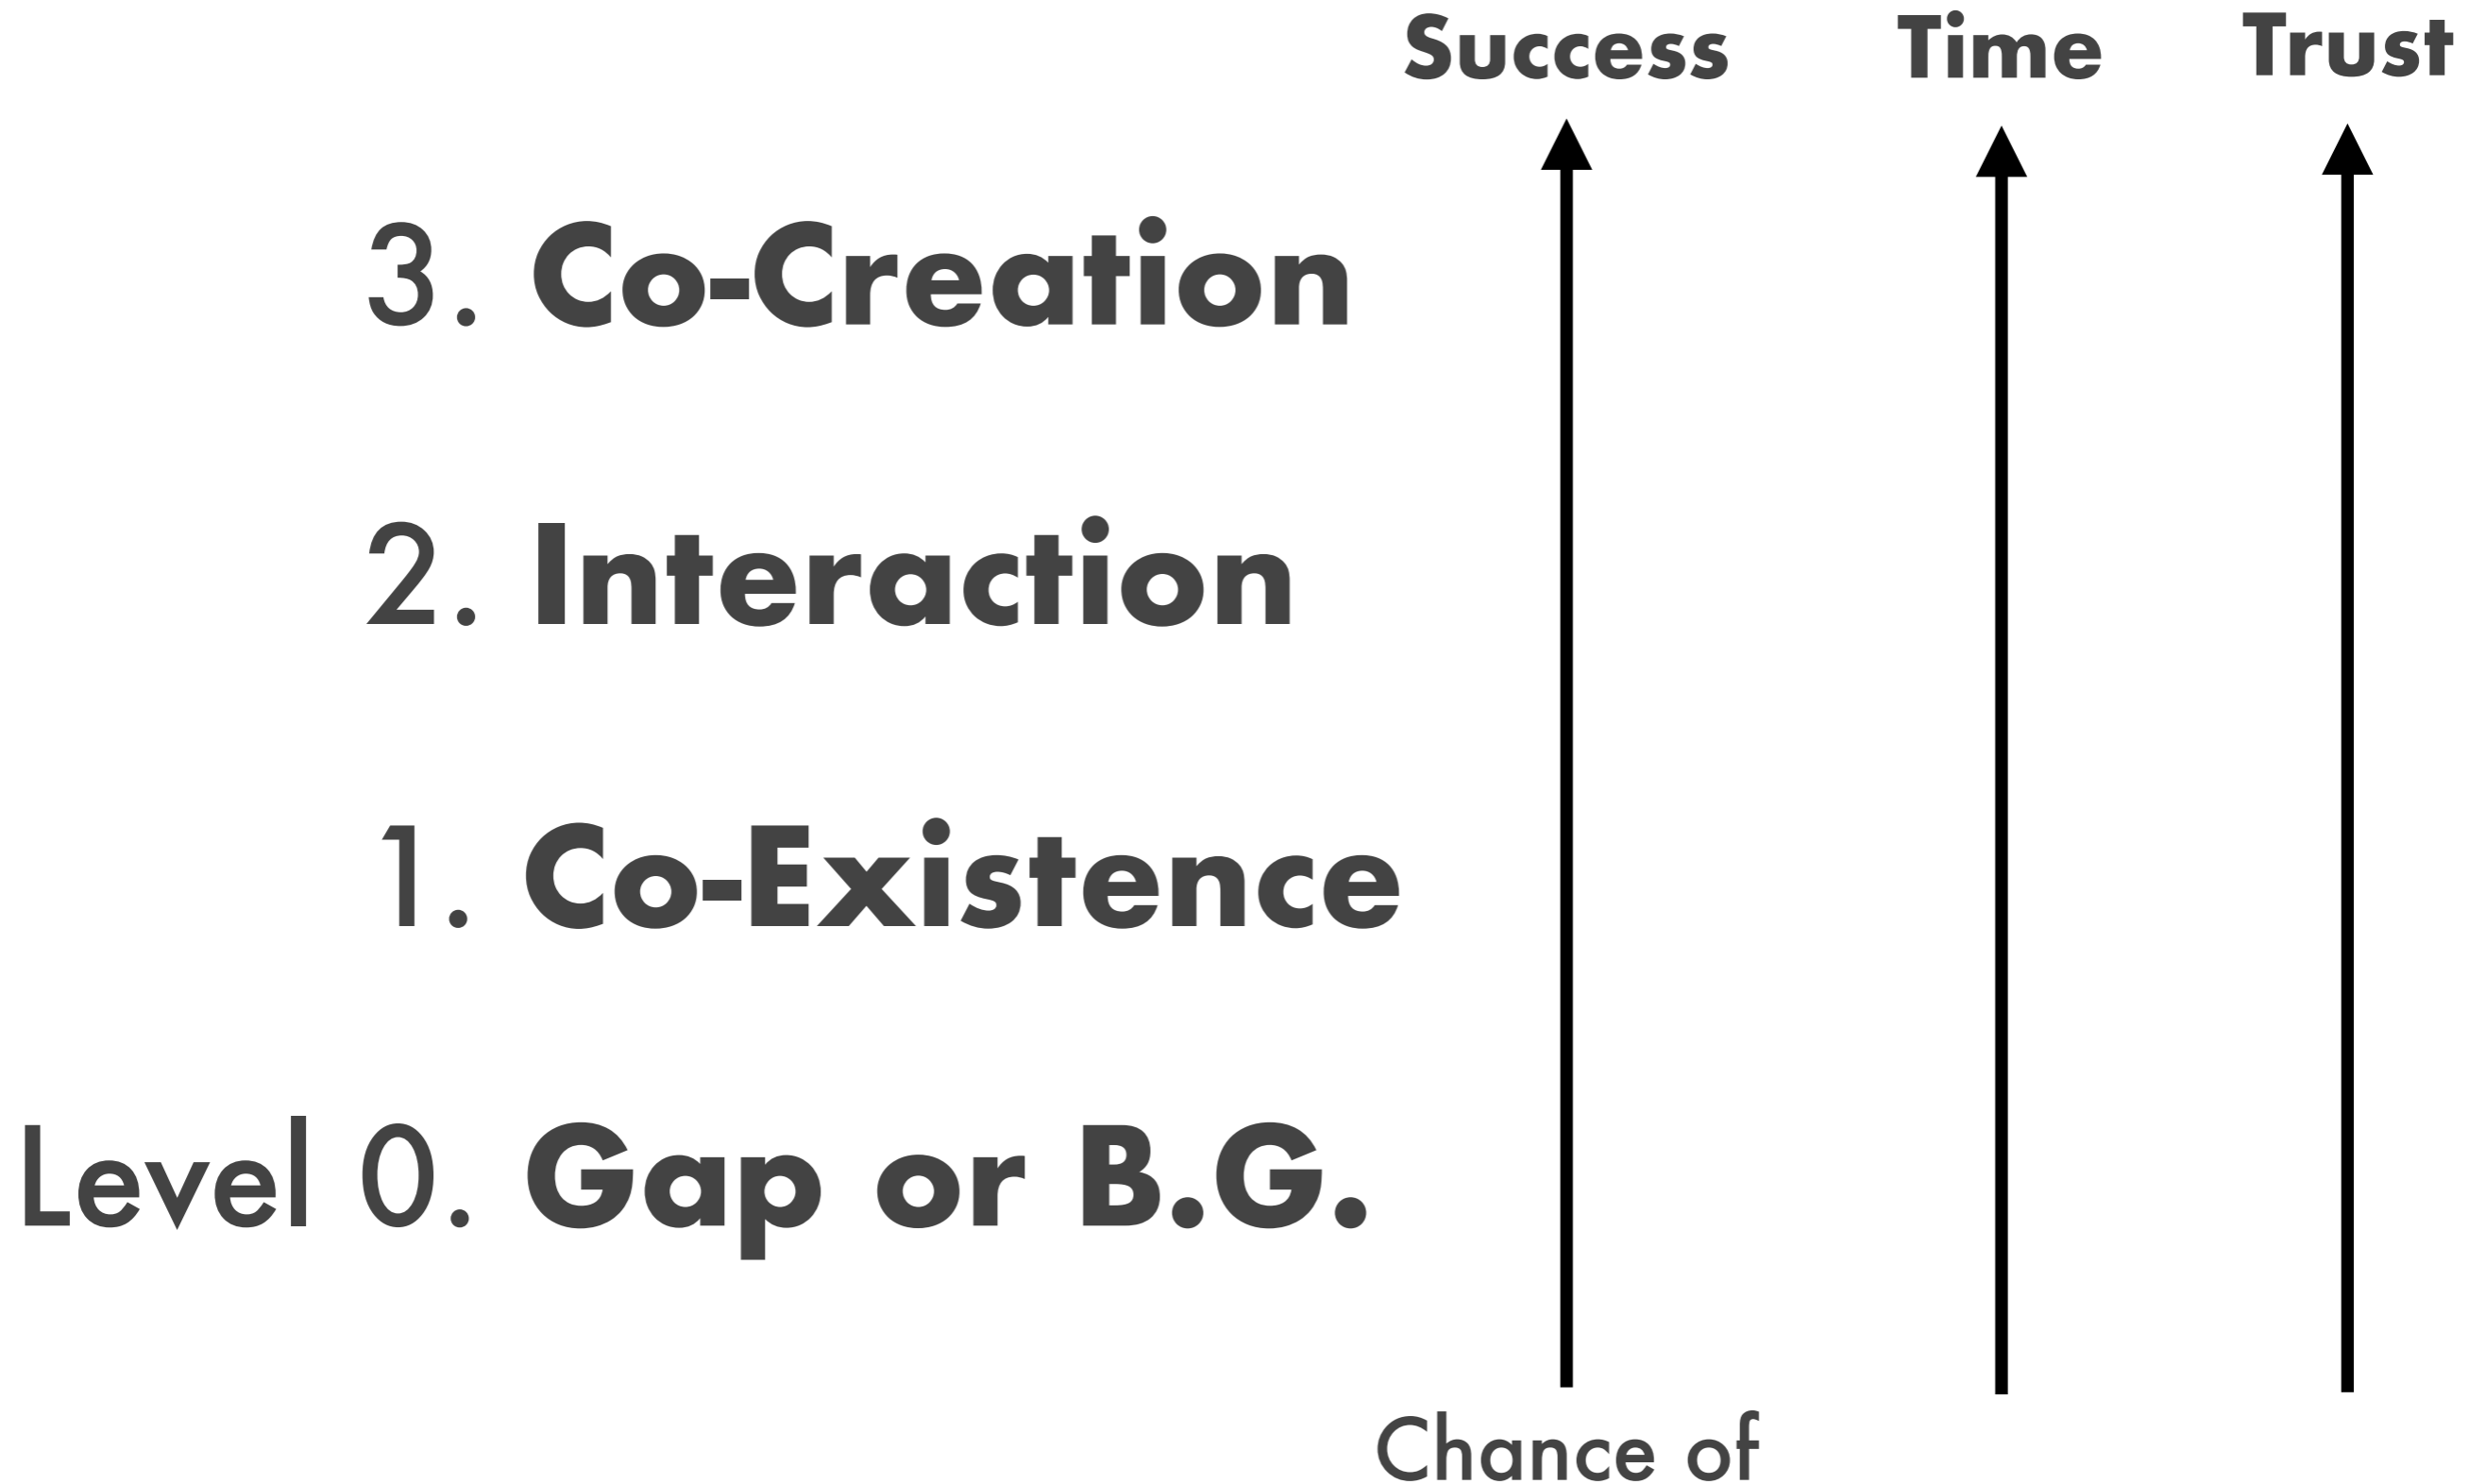 Success Time Trust
3. Co-Creation
2. Interaction
1. Co-Existence
Level 0. Gap or B.G.
Chance of